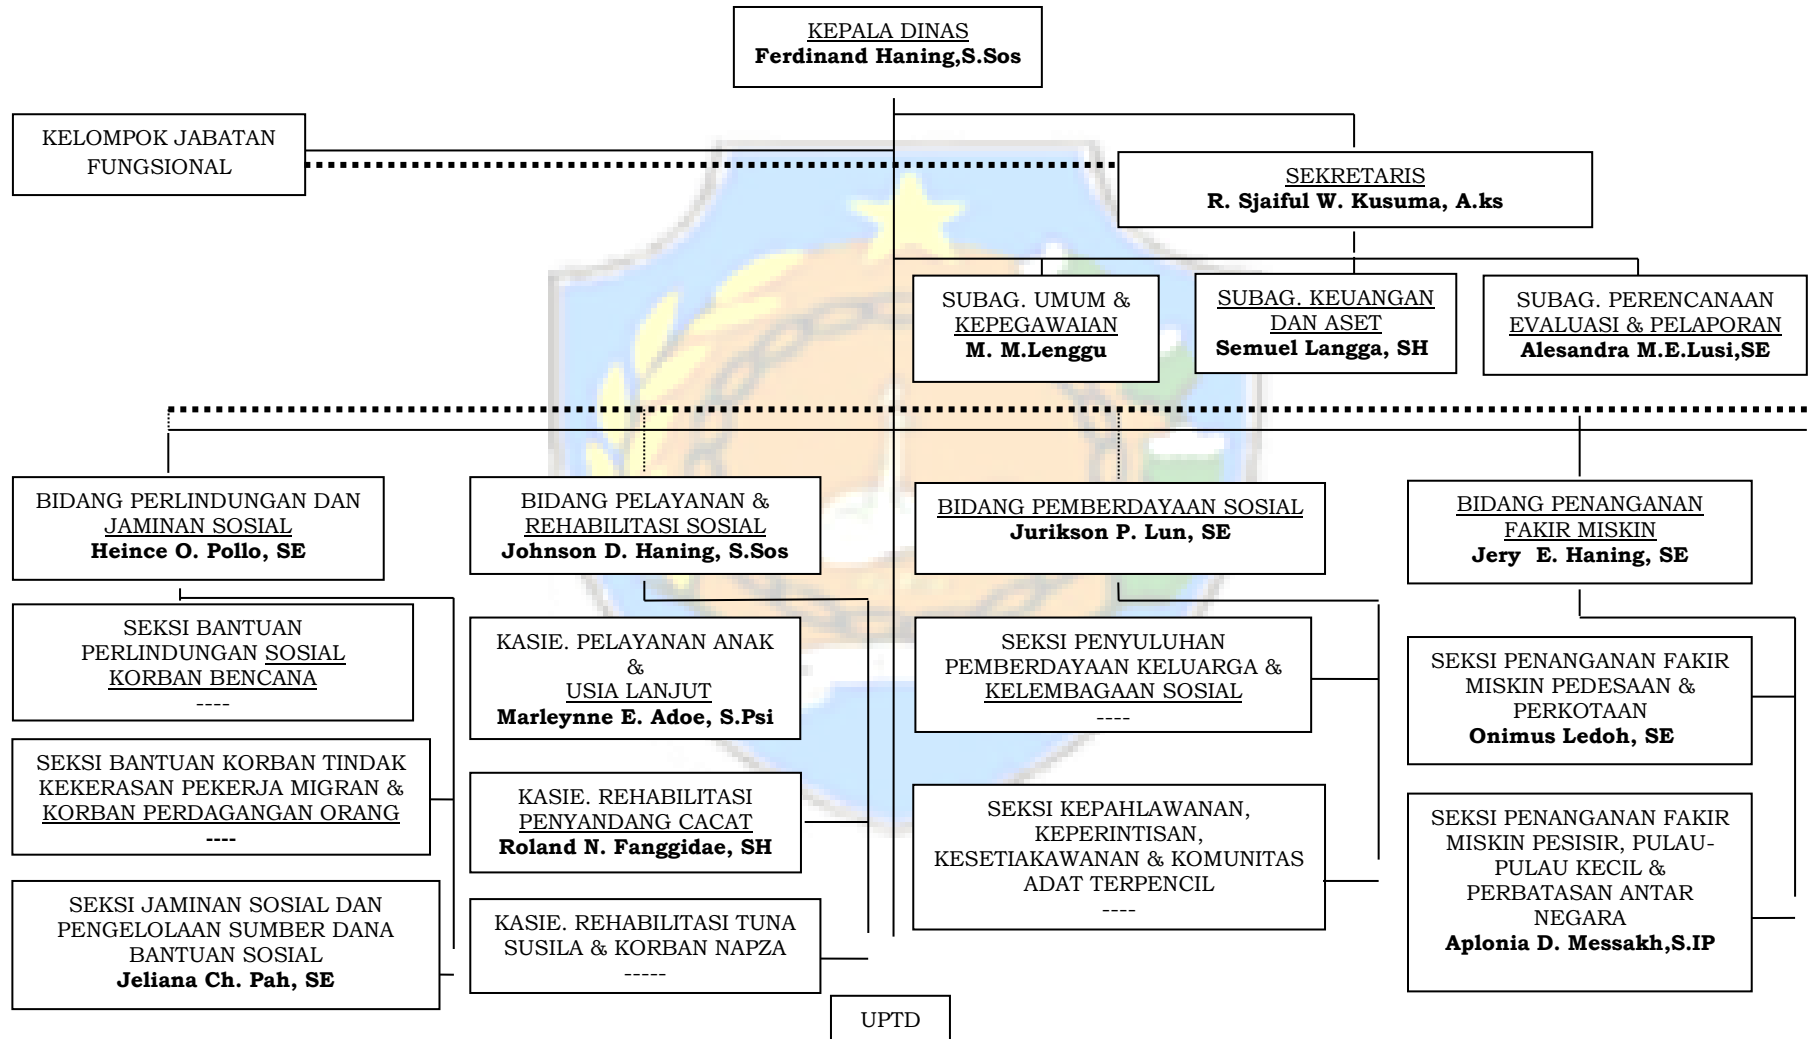 KEPALA DINAS
Ferdinand Haning,S.Sos
KELOMPOK JABATAN
FUNGSIONAL
SEKRETARIS
R. Sjaiful W. Kusuma, A.ks
SUBAG. UMUM &
KEPEGAWAIAN
M. M.Lenggu
SUBAG. KEUANGAN
DAN ASET
Semuel Langga, SH
SUBAG. PERENCANAAN
EVALUASI & PELAPORAN
Alesandra M.E.Lusi,SE
BIDANG PERLINDUNGAN DAN
JAMINAN SOSIAL
Heince O. Pollo, SE
BIDANG PELAYANAN &
REHABILITASI SOSIAL
Johnson D. Haning, S.Sos
BIDANG PEMBERDAYAAN SOSIAL
Jurikson P. Lun, SE
BIDANG PENANGANAN
FAKIR MISKIN
Jery  E. Haning, SE
SEKSI BANTUAN
PERLINDUNGAN SOSIAL
KORBAN BENCANA
----
SEKSI BANTUAN KORBAN TINDAK
KEKERASAN PEKERJA MIGRAN &
KORBAN PERDAGANGAN ORANG
----
SEKSI JAMINAN SOSIAL DAN
PENGELOLAAN SUMBER DANA
BANTUAN SOSIAL
Jeliana Ch. Pah, SE
KASIE. PELAYANAN ANAK
&
USIA LANJUT
Marleynne E. Adoe, S.Psi
KASIE. REHABILITASI
PENYANDANG CACAT
Roland N. Fanggidae, SH
KASIE. REHABILITASI TUNA
SUSILA & KORBAN NAPZA
-----
SEKSI PENYULUHAN
PEMBERDAYAAN KELUARGA &
KELEMBAGAAN SOSIAL
----
SEKSI KEPAHLAWANAN,
KEPERINTISAN,
KESETIAKAWANAN & KOMUNITAS
ADAT TERPENCIL
----
SEKSI PENANGANAN FAKIR
MISKIN PEDESAAN &
PERKOTAAN
Onimus Ledoh, SE
SEKSI PENANGANAN FAKIR
MISKIN PESISIR, PULAU-
PULAU KECIL &
PERBATASAN ANTAR
NEGARA
Aplonia D. Messakh,S.IP
UPTD